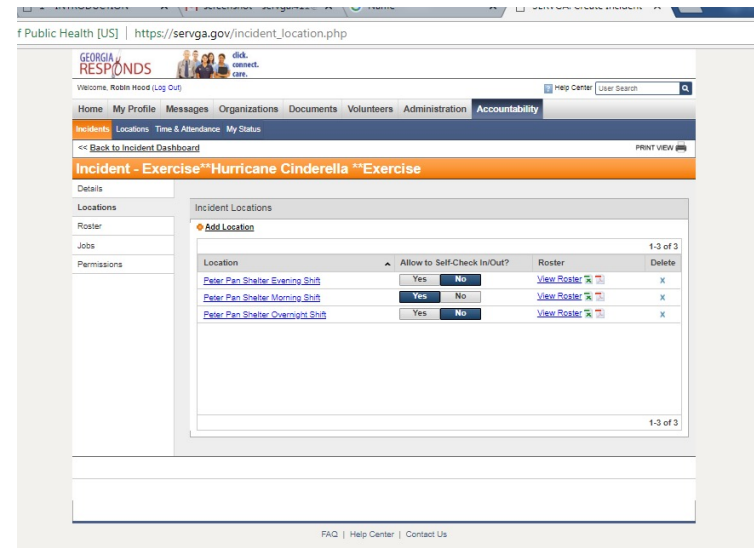 f Public Health [US] | https://servga.gov/incident_location.php
GEORGIA
RESPONDS
click.
connect.
care.
Welcome, Robin Hood (Log Out)
Help Center User Search
Home My Profile Messages Organizations Documents Volunteers Administration Accountability
Incidents Locations Time & Attendance My Status
<< Back to Incident Dashboard
PRINT VIEW
Incident - Exercise**Hurricane Cinderella **Exercise
Details
Locations
Roster
Jobs
Permissions
Incident Locations
Add Location
1-3 of 3
Location Allow to Self-Check In/Out? Roster Delete
Peter Pan Shelter Evening Shift Yes No View Roster x
Peter Pan Shelter Morning Shift Yes No View Roster x
Peter Pan Shelter Overnight Shift Yes No View Roster x
1-3 of 3
FAQ | Help Center | Contact Us